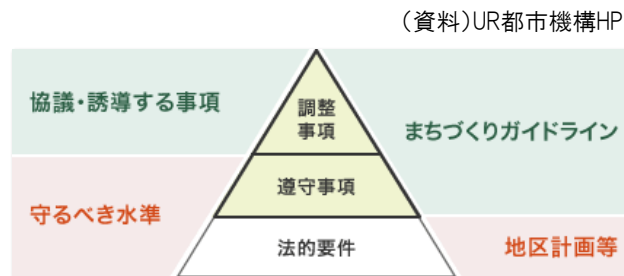 (資料)UR都市機構HP
協議・誘導する事項
調整
事項
まちづくりガイドライン
遵守事項
守るべき水準
法的要件
地区計画等